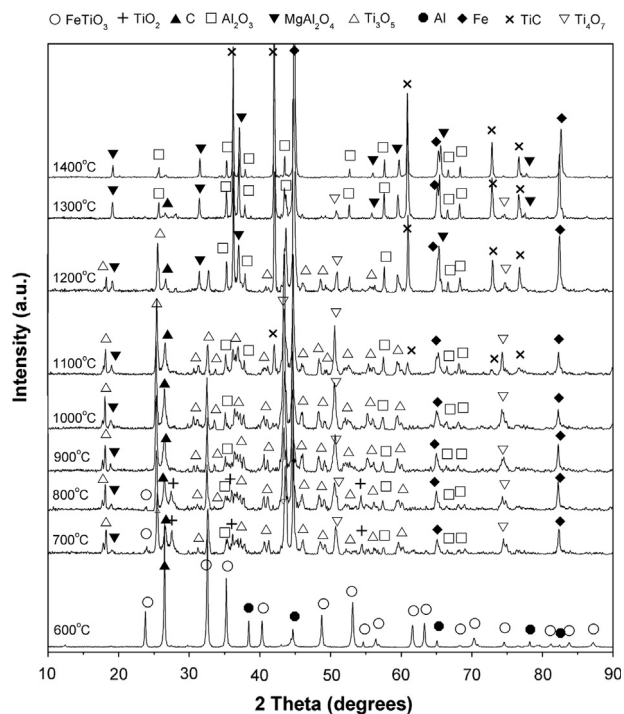 FeTiO₃ TiO₂ C Al₂O₃ MgAl₂O₄ Ti₃O₅ Al Fe TiC Ti₄O₇
1400°C
1300°C
1200°C
1100°C
1000°C
900°C
800°C
700°C
600°C
Intensity (a.u.)
10 20 30 40 50 60 70 80 90
2 Theta (degrees)